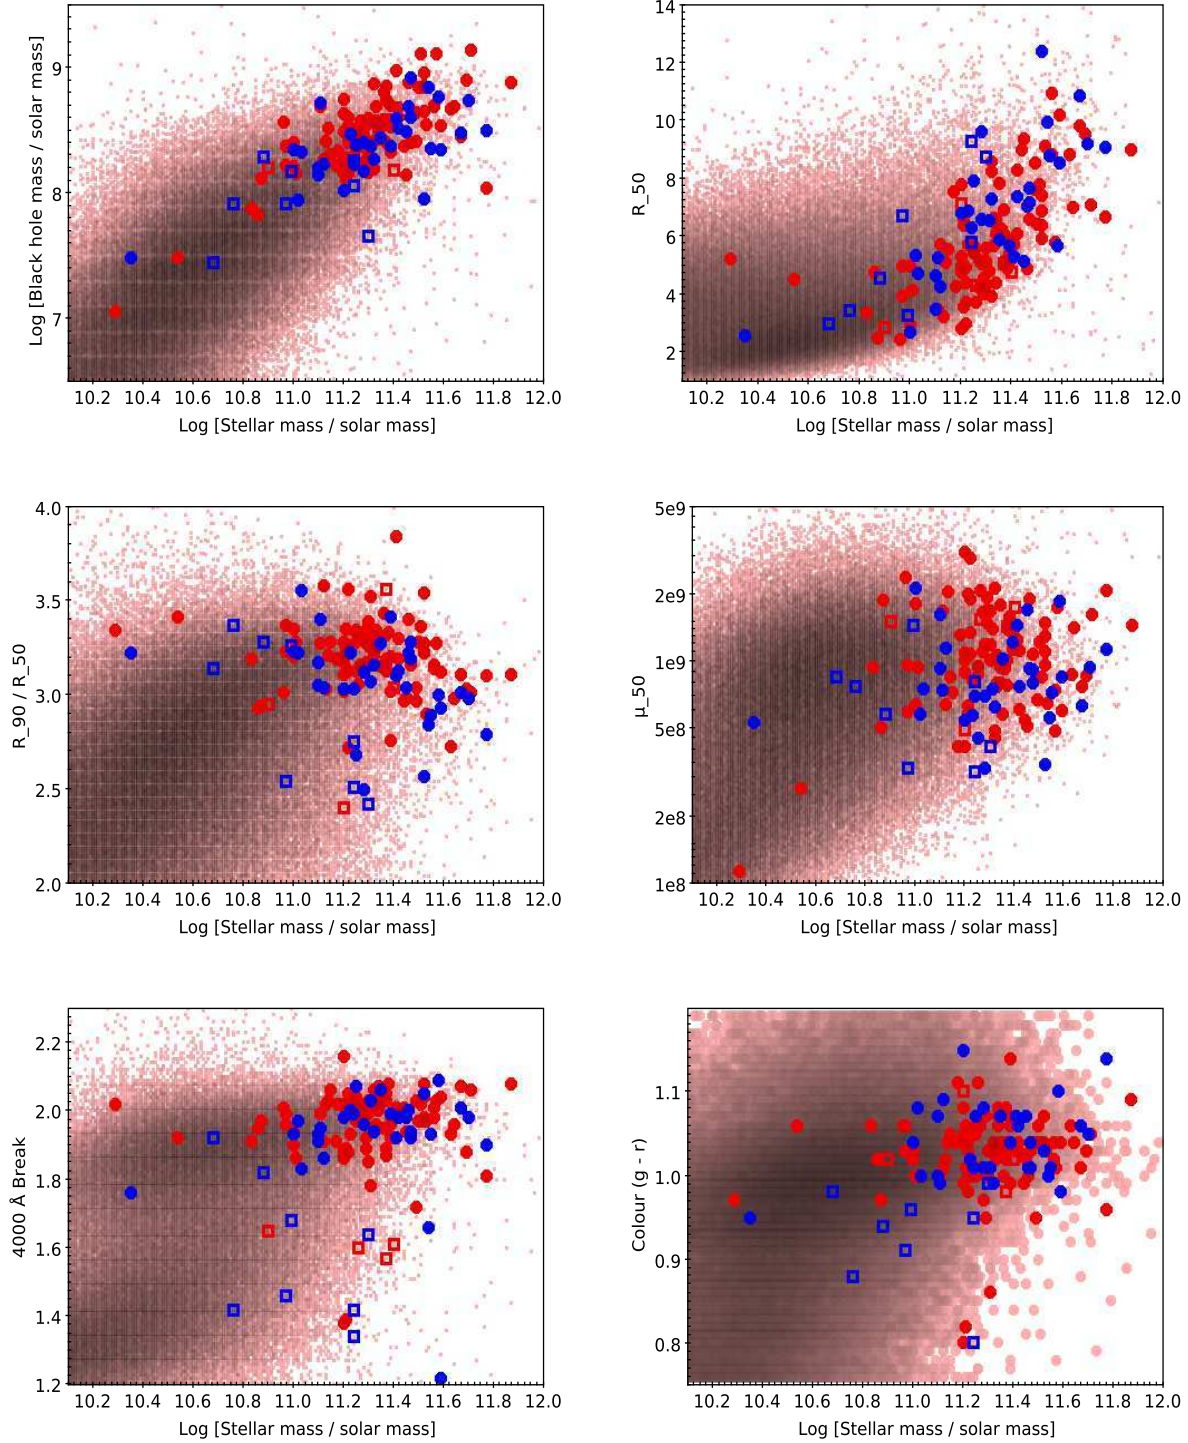 Log [Black hole mass / solar mass]
9
8
7
10.2 10.4 10.6 10.8 11.0 11.2 11.4 11.6 11.8 12.0
Log [Stellar mass / solar mass]
R_50
14
12
10
8
6
4
2
10.2 10.4 10.6 10.8 11.0 11.2 11.4 11.6 11.8 12.0
Log [Stellar mass / solar mass]
R_90 / R_50
4.0
3.5
3.0
2.5
2.0
10.2 10.4 10.6 10.8 11.0 11.2 11.4 11.6 11.8 12.0
Log [Stellar mass / solar mass]
μ_50
5e9
2e9
1e9
5e8
2e8
1e8
10.2 10.4 10.6 10.8 11.0 11.2 11.4 11.6 11.8 12.0
Log [Stellar mass / solar mass]
4000 Å Break
2.2
2.0
1.8
1.6
1.4
1.2
10.2 10.4 10.6 10.8 11.0 11.2 11.4 11.6 11.8 12.0
Log [Stellar mass / solar mass]
Colour (g - r)
1.1
1.0
0.9
0.8
10.2 10.4 10.6 10.8 11.0 11.2 11.4 11.6 11.8 12.0
Log [Stellar mass / solar mass]